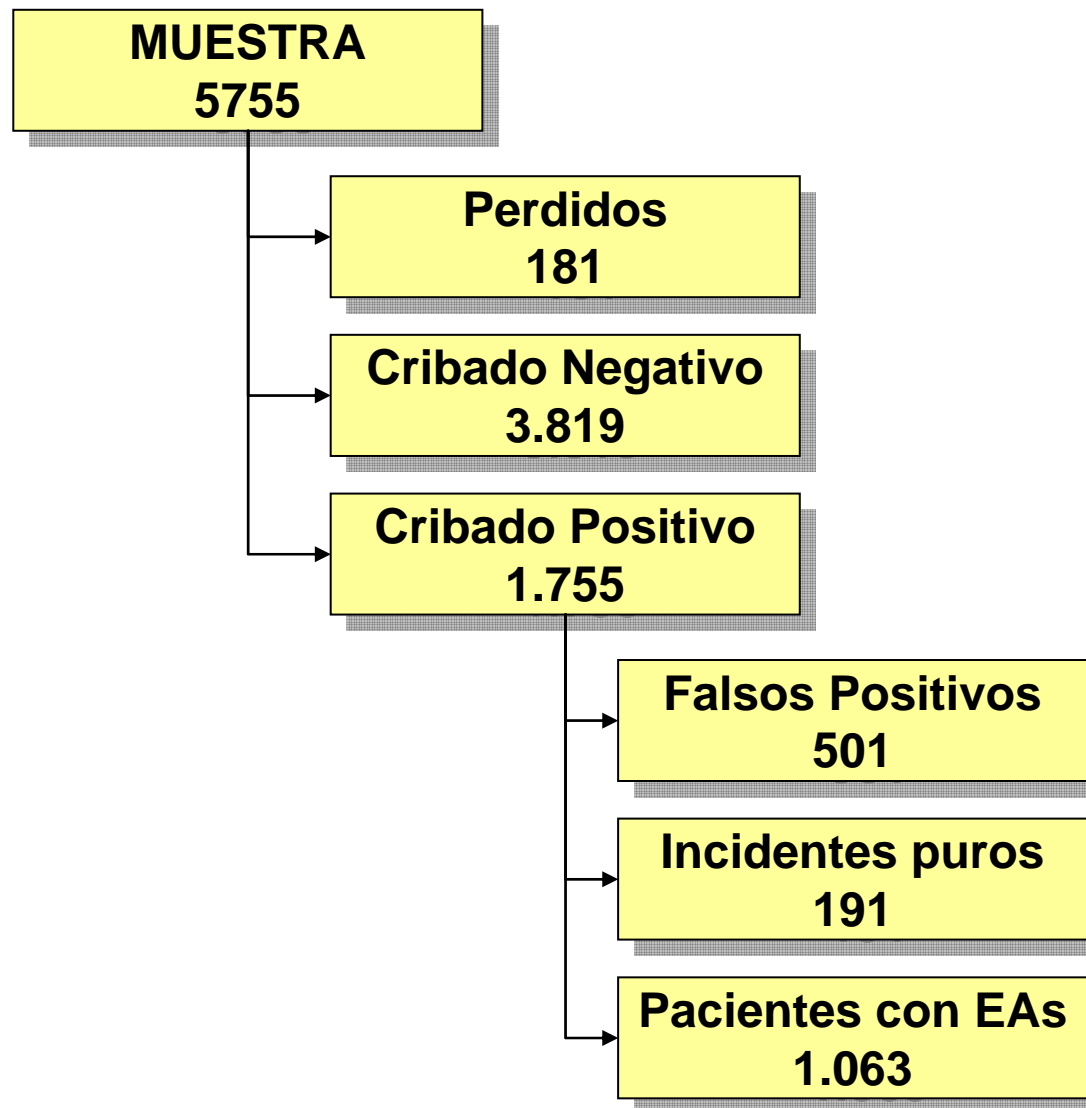 MUESTRA
5755
Perdidos
181
Cribado Negativo
3.819
Cribado Positivo
1.755
Falsos Positivos
501
Incidentes puros
191
Pacientes con EAs
1.063